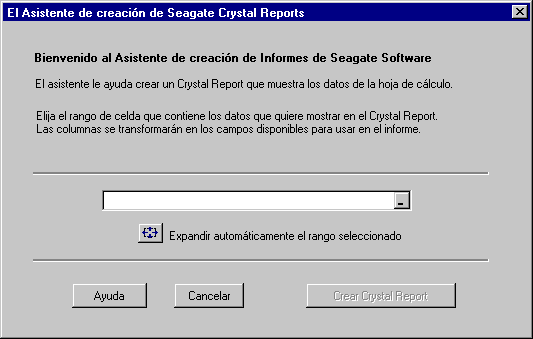 El Asistente de creación de Seagate Crystal Reports
Bienvenido al Asistente de creación de Informes de Seagate Software
El asistente le ayuda crear un Crystal Report que muestra los datos de la hoja de cálculo.
Elija el rango de celda que contiene los datos que quiere mostrar en el Crystal Report.
Las columnas se transformarán en los campos disponibles para usar en el informe.
Expandir automáticamente el rango seleccionado
Ayuda
Cancelar
Crear Crystal Report